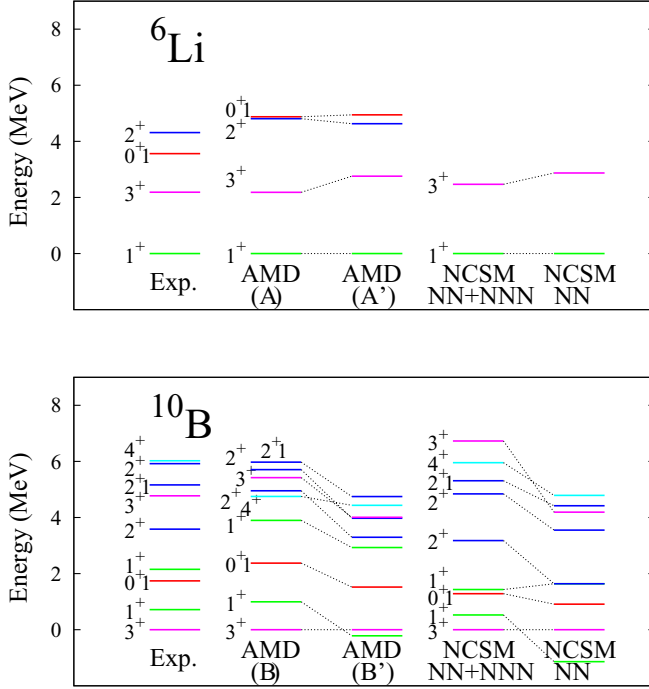 ⁶Li
Energy (MeV)
8
6
4
2
0
2⁺
0⁺1
3⁺
1⁺
0⁺1
2⁺
3⁺
1⁺
3⁺
1⁺
Exp.
AMD
(A)
AMD
(A')
NCSM
NN+NNN
NCSM
NN
¹⁰B
Energy (MeV)
8
6
4
2
0
4⁺
2⁺
2⁺1
3⁺
2⁺
1⁺
0⁺1
1⁺
3⁺
2⁺
2⁺1
3⁺
2⁺
4⁺
1⁺
0⁺1
1⁺
3⁺
3⁺
4⁺
2⁺1
2⁺
2⁺
1⁺
0⁺1
1⁺
3⁺
Exp.
AMD
(B)
AMD
(B')
NCSM
NN+NNN
NCSM
NN